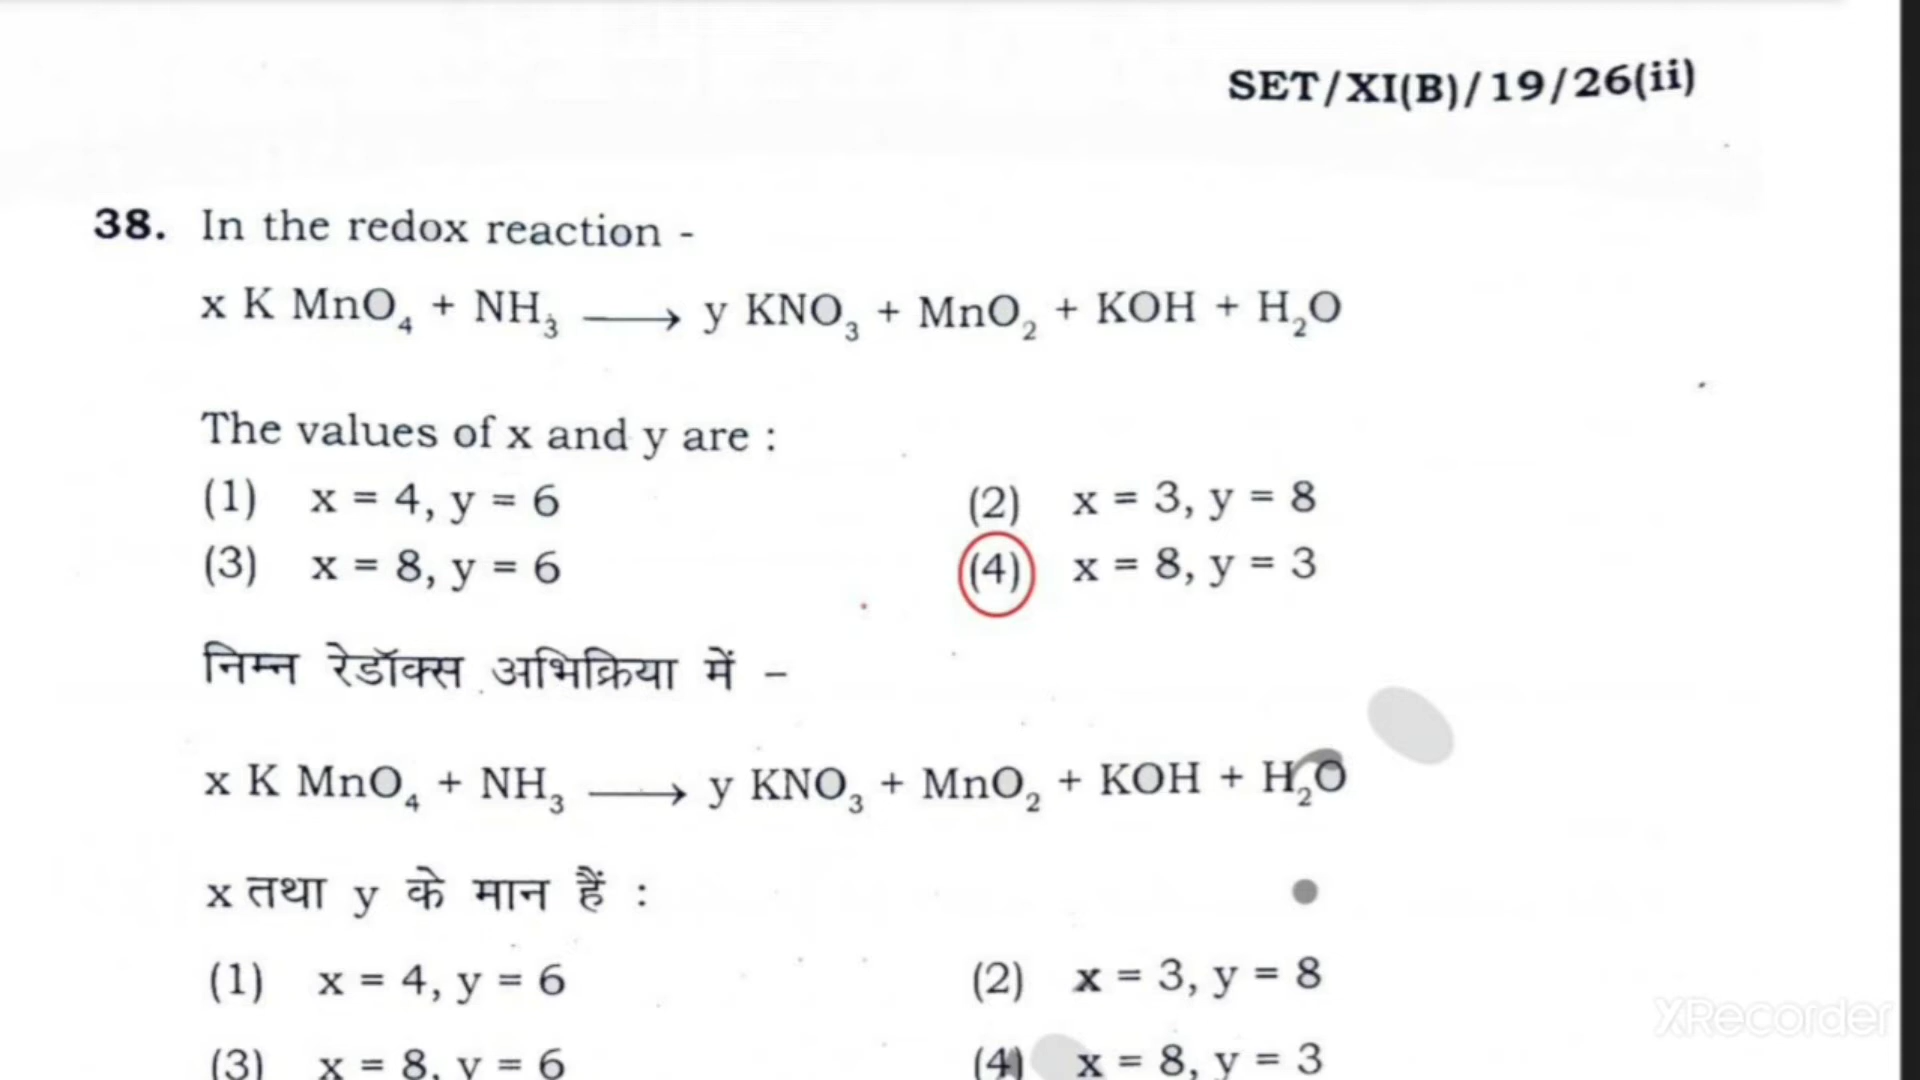 SET/XI(B)/19/26(ii)
38. In the redox reaction -
x K MnO₄ + NH₃ ⟶ y KNO₃ + MnO₂ + KOH + H₂O
The values of x and y are :
(1) x = 4, y = 6 (2) x = 3, y = 8
(3) x = 8, y = 6 (4) x = 8, y = 3
निम्न रेडॉक्स अभिक्रिया में –
x K MnO₄ + NH₃ ⟶ y KNO₃ + MnO₂ + KOH + H₂O
x तथा y के मान हैं :
(1) x = 4, y = 6 (2) x = 3, y = 8
(3) x = 8, y = 6 (4) x = 8, y = 3
XRecorder